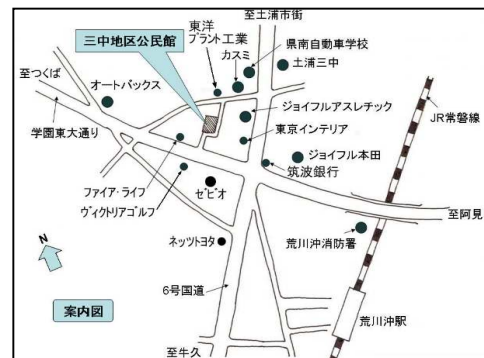 至土浦市街
東洋
プラント工業
三中地区公民館
カスミ
県南自動車学校
土浦三中
至つくば
オートバックス
ジョイフルアスレチック
JR常磐線
学園東大通り
東京インテリア
ジョイフル本田
筑波銀行
ファイア・ライフ
ゼビオ
ヴィクトリアゴルフ
至阿見
荒川沖消防署
N
ネッツトヨタ
6号国道
案内図
荒川沖駅
至牛久